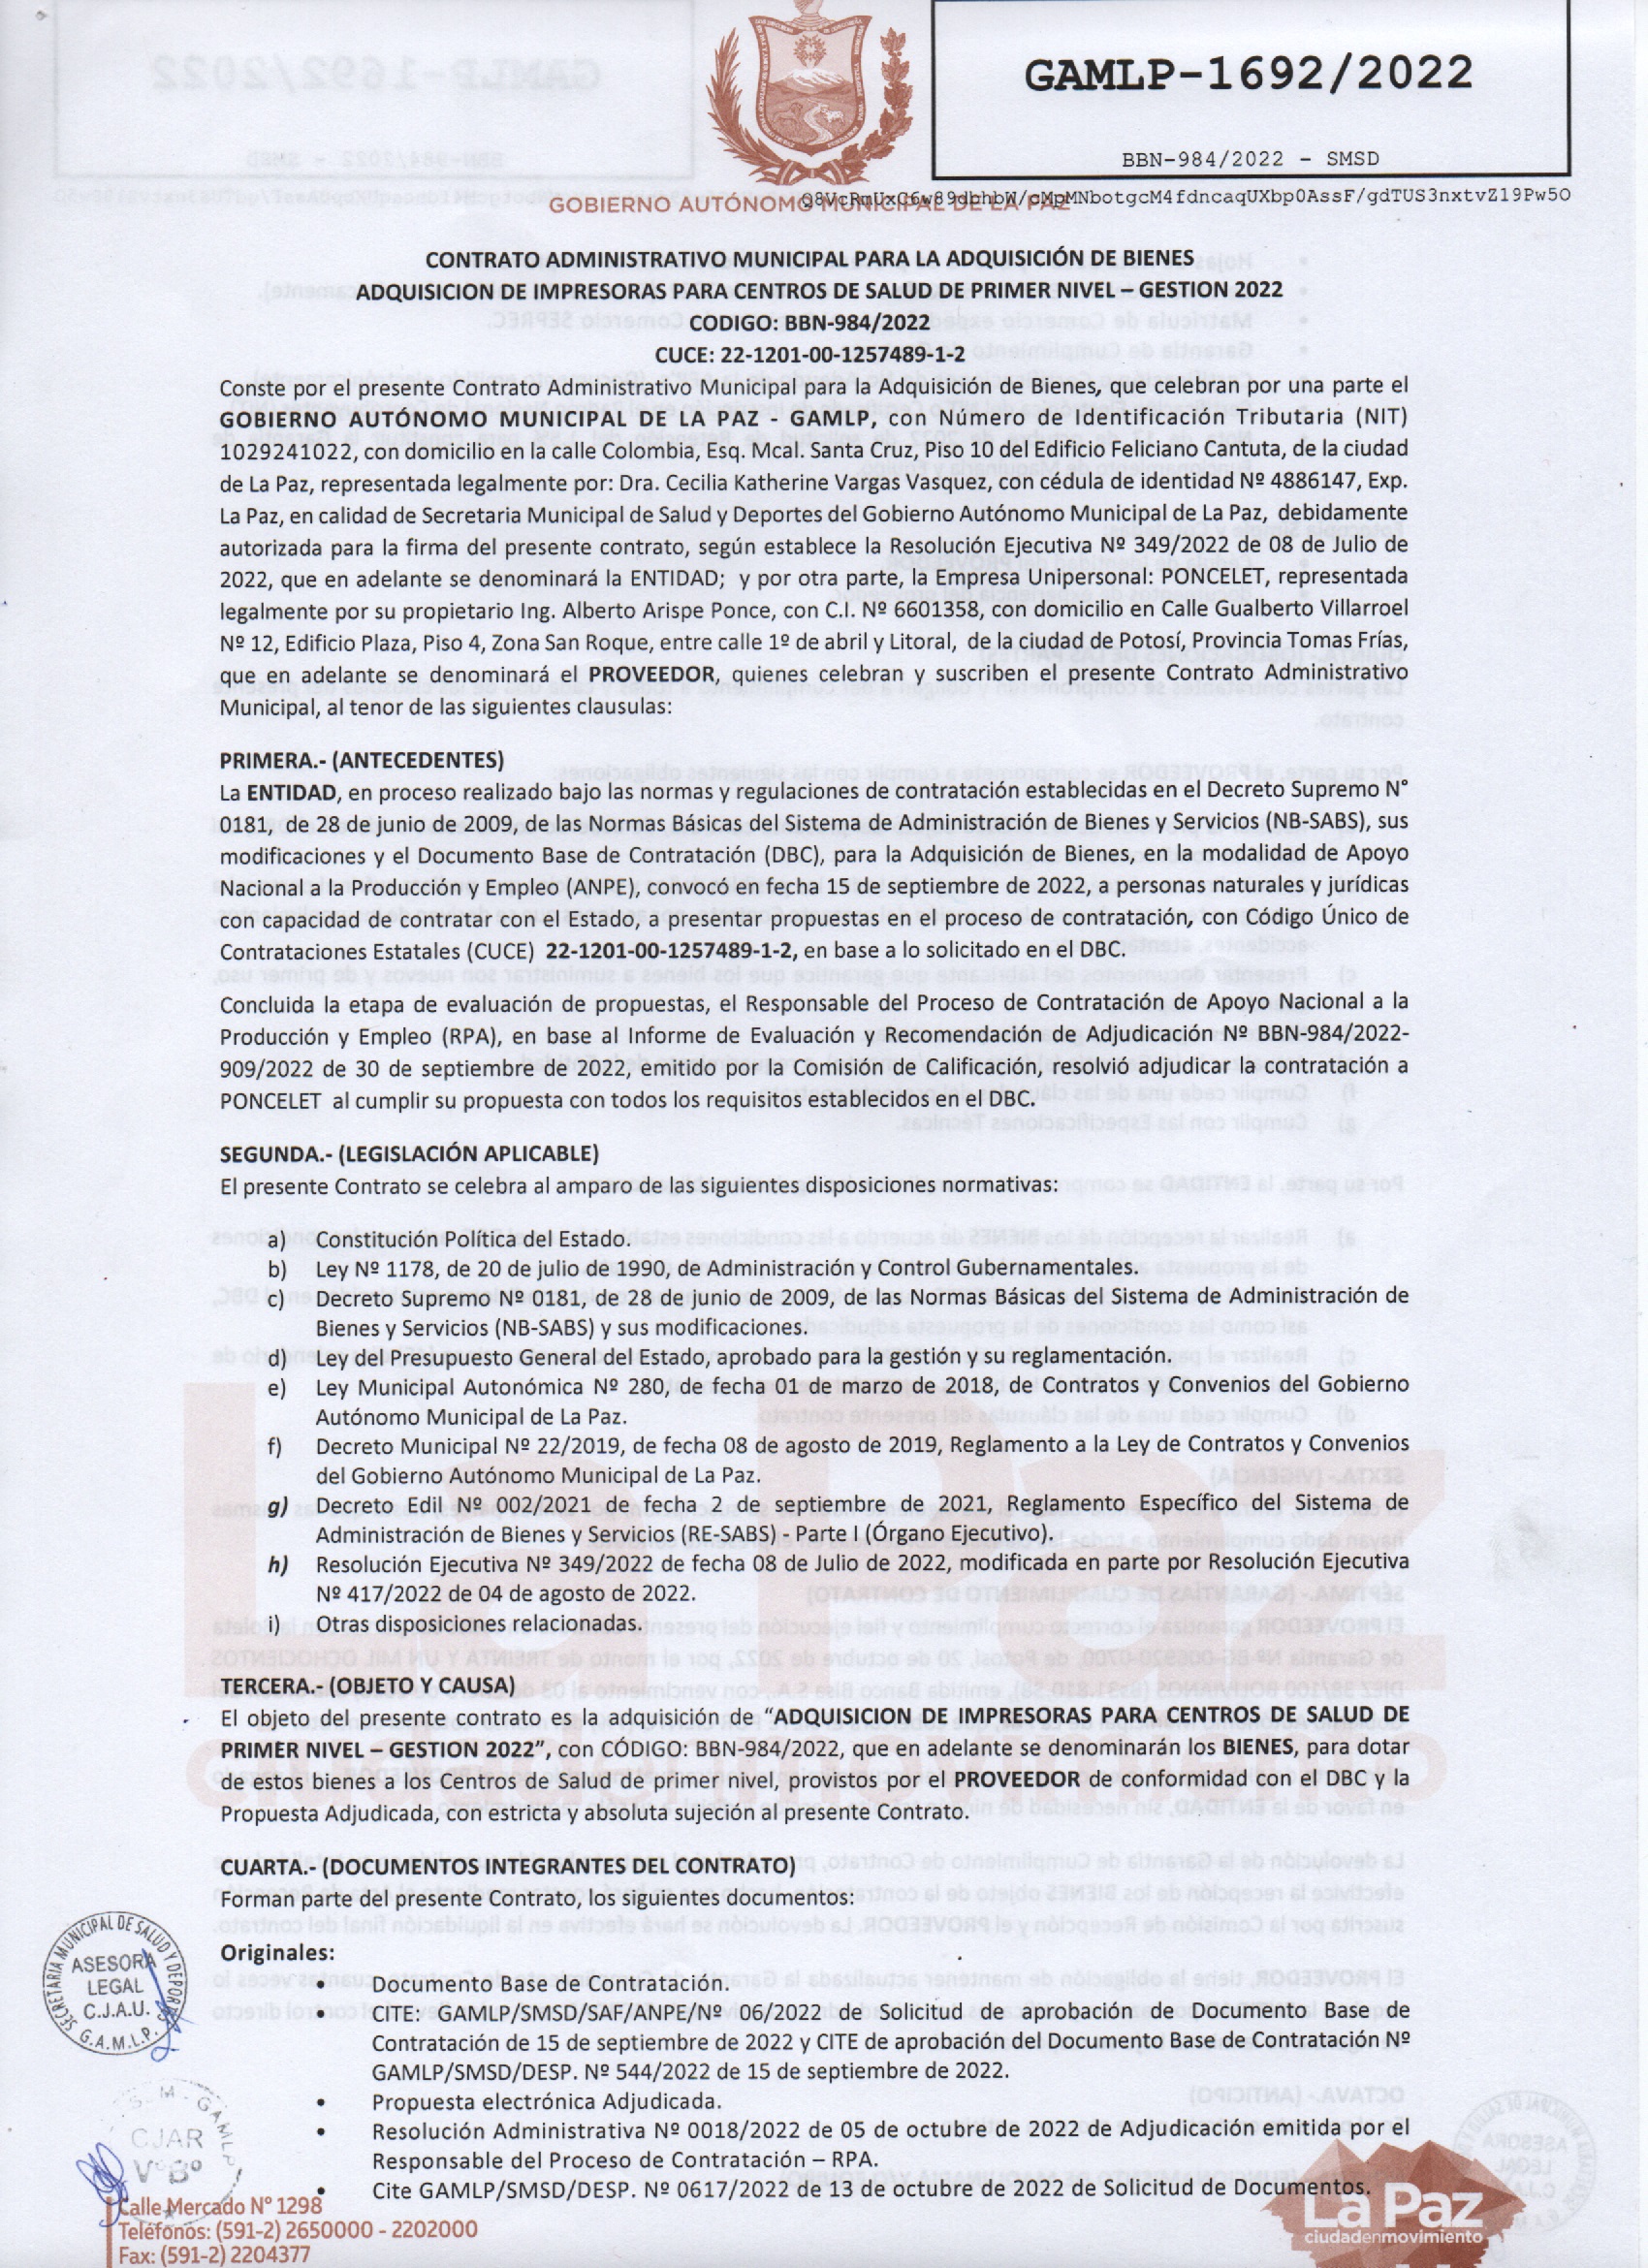 GAMLP-1692/2022
BBN-984/2022 - SMSD
GOBIERNO AUTÓNOMO MUNICIPAL DE LA PAZ
CONTRATO ADMINISTRATIVO MUNICIPAL PARA LA ADQUISICIÓN DE BIENES
ADQUISICION DE IMPRESORAS PARA CENTROS DE SALUD DE PRIMER NIVEL – GESTION 2022
CODIGO: BBN-984/2022
CUCE: 22-1201-00-1257489-1-2
Conste por el presente Contrato Administrativo Municipal para la Adquisición de Bienes, que celebran por una parte el
GOBIERNO AUTÓNOMO MUNICIPAL DE LA PAZ - GAMLP, con Número de Identificación Tributaria (NIT)
1029241022, con domicilio en la calle Colombia, Esq. Mcal. Santa Cruz, Piso 10 del Edificio Feliciano Cantuta, de la ciudad
de La Paz, representada legalmente por: Dra. Cecilia Katherine Vargas Vasquez, con cédula de identidad Nº 4886147, Exp.
La Paz, en calidad de Secretaria Municipal de Salud y Deportes del Gobierno Autónomo Municipal de La Paz, debidamente
autorizada para la firma del presente contrato, según establece la Resolución Ejecutiva Nº 349/2022 de 08 de Julio de
2022, que en adelante se denominará la ENTIDAD; y por otra parte, la Empresa Unipersonal: PONCELET, representada
legalmente por su propietario Ing. Alberto Arispe Ponce, con C.I. Nº 6601358, con domicilio en Calle Gualberto Villarroel
Nº 12, Edificio Plaza, Piso 4, Zona San Roque, entre calle 1º de abril y Litoral, de la ciudad de Potosí, Provincia Tomas Frías,
que en adelante se denominará el PROVEEDOR, quienes celebran y suscriben el presente Contrato Administrativo
Municipal, al tenor de las siguientes clausulas:
PRIMERA.- (ANTECEDENTES)
La ENTIDAD, en proceso realizado bajo las normas y regulaciones de contratación establecidas en el Decreto Supremo N°
0181, de 28 de junio de 2009, de las Normas Básicas del Sistema de Administración de Bienes y Servicios (NB-SABS), sus
modificaciones y el Documento Base de Contratación (DBC), para la Adquisición de Bienes, en la modalidad de Apoyo
Nacional a la Producción y Empleo (ANPE), convocó en fecha 15 de septiembre de 2022, a personas naturales y jurídicas
con capacidad de contratar con el Estado, a presentar propuestas en el proceso de contratación, con Código Único de
Contrataciones Estatales (CUCE) 22-1201-00-1257489-1-2, en base a lo solicitado en el DBC.
Concluida la etapa de evaluación de propuestas, el Responsable del Proceso de Contratación de Apoyo Nacional a la
Producción y Empleo (RPA), en base al Informe de Evaluación y Recomendación de Adjudicación Nº BBN-984/2022-
909/2022 de 30 de septiembre de 2022, emitido por la Comisión de Calificación, resolvió adjudicar la contratación a
PONCELET al cumplir su propuesta con todos los requisitos establecidos en el DBC.
SEGUNDA.- (LEGISLACIÓN APLICABLE)
El presente Contrato se celebra al amparo de las siguientes disposiciones normativas:
a) Constitución Política del Estado.
b) Ley Nº 1178, de 20 de julio de 1990, de Administración y Control Gubernamentales.
c) Decreto Supremo Nº 0181, de 28 de junio de 2009, de las Normas Básicas del Sistema de Administración de
Bienes y Servicios (NB-SABS) y sus modificaciones.
d) Ley del Presupuesto General del Estado, aprobado para la gestión y su reglamentación.
e) Ley Municipal Autonómica Nº 280, de fecha 01 de marzo de 2018, de Contratos y Convenios del Gobierno
Autónomo Municipal de La Paz.
f) Decreto Municipal Nº 22/2019, de fecha 08 de agosto de 2019, Reglamento a la Ley de Contratos y Convenios
del Gobierno Autónomo Municipal de La Paz.
g) Decreto Edil Nº 002/2021 de fecha 2 de septiembre de 2021, Reglamento Específico del Sistema de
Administración de Bienes y Servicios (RE-SABS) - Parte I (Órgano Ejecutivo).
h) Resolución Ejecutiva Nº 349/2022 de fecha 08 de Julio de 2022, modificada en parte por Resolución Ejecutiva
Nº 417/2022 de 04 de agosto de 2022.
i) Otras disposiciones relacionadas.
TERCERA.- (OBJETO Y CAUSA)
El objeto del presente contrato es la adquisición de “ADQUISICION DE IMPRESORAS PARA CENTROS DE SALUD DE
PRIMER NIVEL – GESTION 2022”, con CÓDIGO: BBN-984/2022, que en adelante se denominarán los BIENES, para dotar
de estos bienes a los Centros de Salud de primer nivel, provistos por el PROVEEDOR de conformidad con el DBC y la
Propuesta Adjudicada, con estricta y absoluta sujeción al presente Contrato.
CUARTA.- (DOCUMENTOS INTEGRANTES DEL CONTRATO)
Forman parte del presente Contrato, los siguientes documentos:
Originales:
• Documento Base de Contratación.
• CITE: GAMLP/SMSD/SAF/ANPE/Nº 06/2022 de Solicitud de aprobación de Documento Base de
Contratación de 15 de septiembre de 2022 y CITE de aprobación del Documento Base de Contratación Nº
GAMLP/SMSD/DESP. Nº 544/2022 de 15 de septiembre de 2022.
• Propuesta electrónica Adjudicada.
• Resolución Administrativa Nº 0018/2022 de 05 de octubre de 2022 de Adjudicación emitida por el
Responsable del Proceso de Contratación – RPA.
• Cite GAMLP/SMSD/DESP. Nº 0617/2022 de 13 de octubre de 2022 de Solicitud de Documentos.
SECRETARIA MUNICIPAL DE SALUD Y DEPORTES
ASESORA
LEGAL
C.J.A.U.
G.A.M.L.P.
CJAR
VºBº
Calle Mercado N° 1298
Teléfonos: (591-2) 2650000 - 2202000
Fax: (591-2) 2204377
La Paz
ciudadenmovimiento